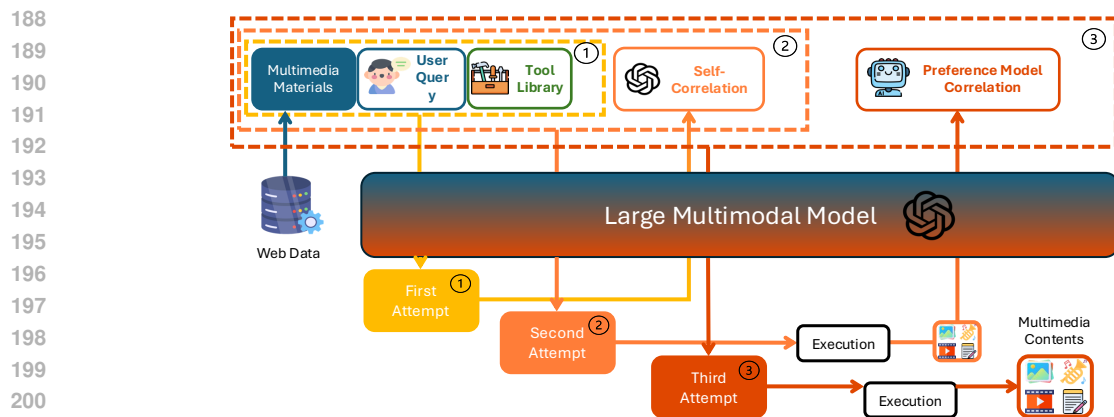 188
189
190
191
192
193
194
195
196
197
198
199
200
1
2
3
Multimedia
Materials
User
Quer
y
Tool
Library
Self-
Correlation
Preference Model
Correlation
Large Multimodal Model
Web Data
First
Attempt
1
Second
Attempt
2
Third
Attempt
3
Execution
Execution
Multimedia
Contents